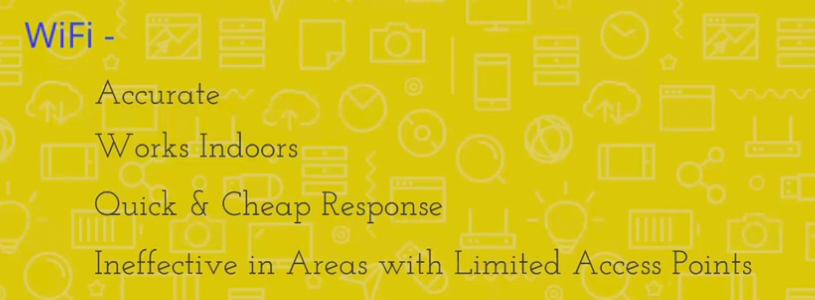 WiFi -
Accurate
Works Indoors
Quick & Cheap Response
Ineffective in Areas with Limited Access Points